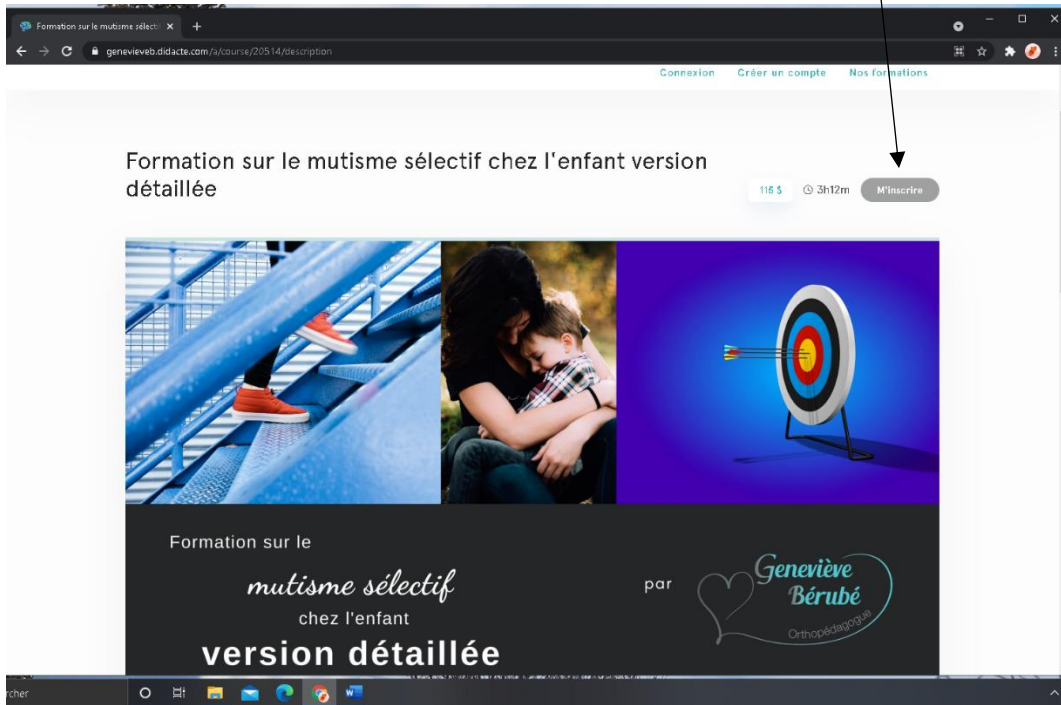 Formation sur le mutisme sélecti
genevieveb.didacte.com/a/course/20514/description
Connexion Créer un compte Nos formations
Formation sur le mutisme sélectif chez l'enfant version
détaillée
115 $ 3h12m M'inscrire
Formation sur le
mutisme sélectif
chez l'enfant
version détaillée
par
Geneviève
Bérubé
Orthopédagogue
rcher